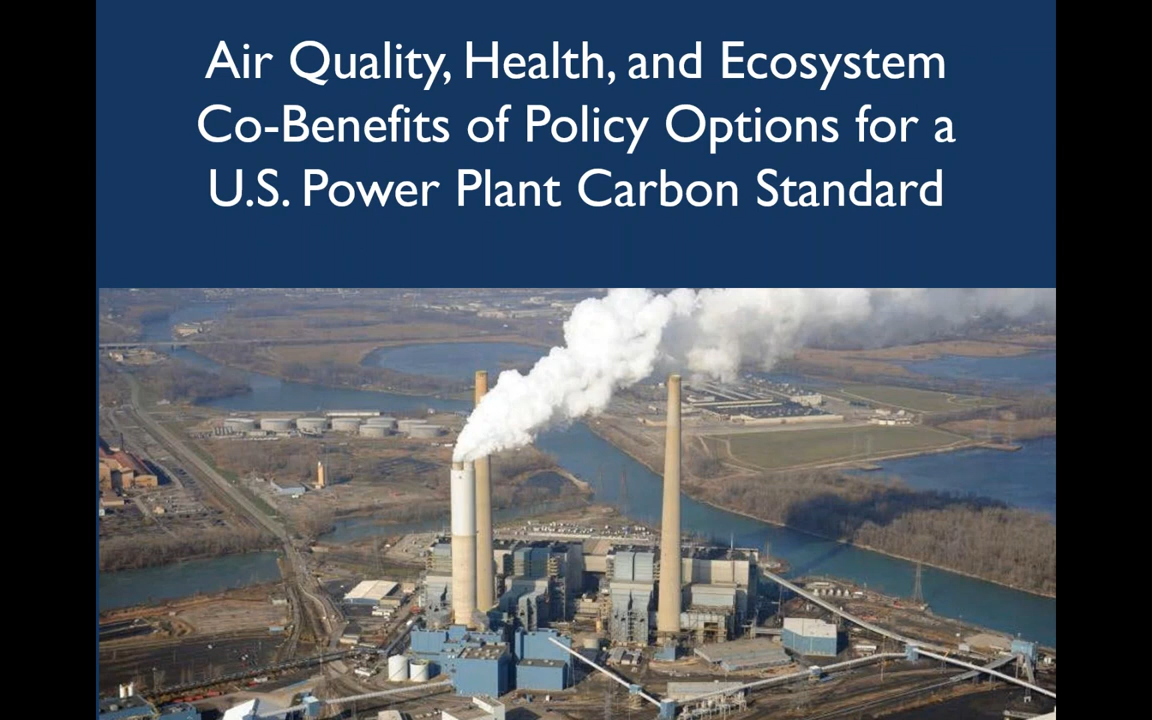 Air Quality, Health, and Ecosystem
Co-Benefits of Policy Options for a
U.S. Power Plant Carbon Standard